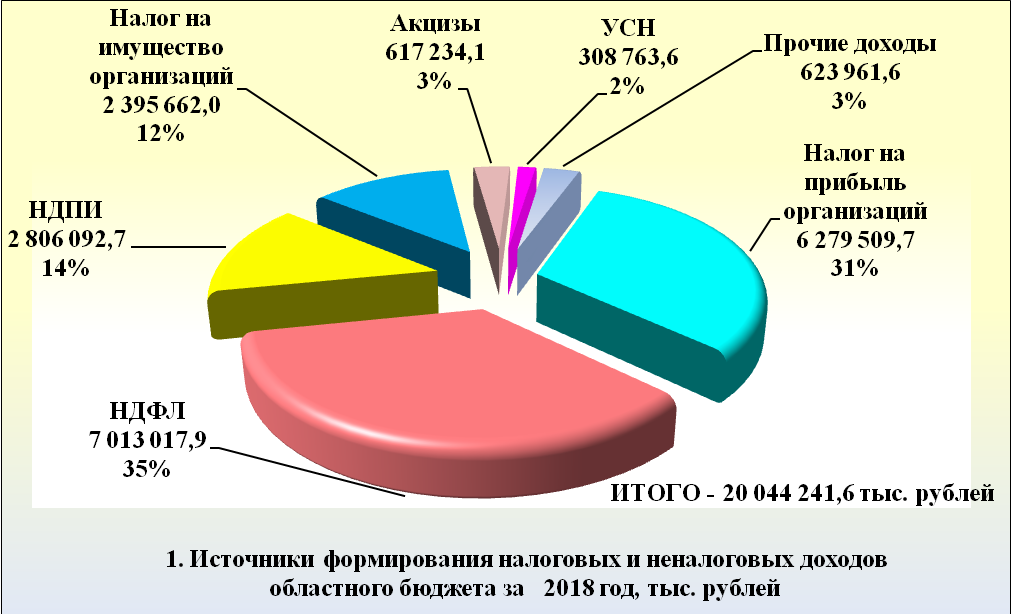 Налог на
имущество
организаций
2 395 662,0
12%
Акцизы
617 234,1
3%
УСН
308 763,6
2%
Прочие доходы
623 961,6
3%
Налог на
прибыль
организаций
6 279 509,7
31%
НДПИ
2 806 092,7
14%
НДФЛ
7 013 017,9
35%
ИТОГО - 20 044 241,6 тыс. рублей
1. Источники формирования налоговых и неналоговых доходов
областного бюджета за 2018 год, тыс. рублей